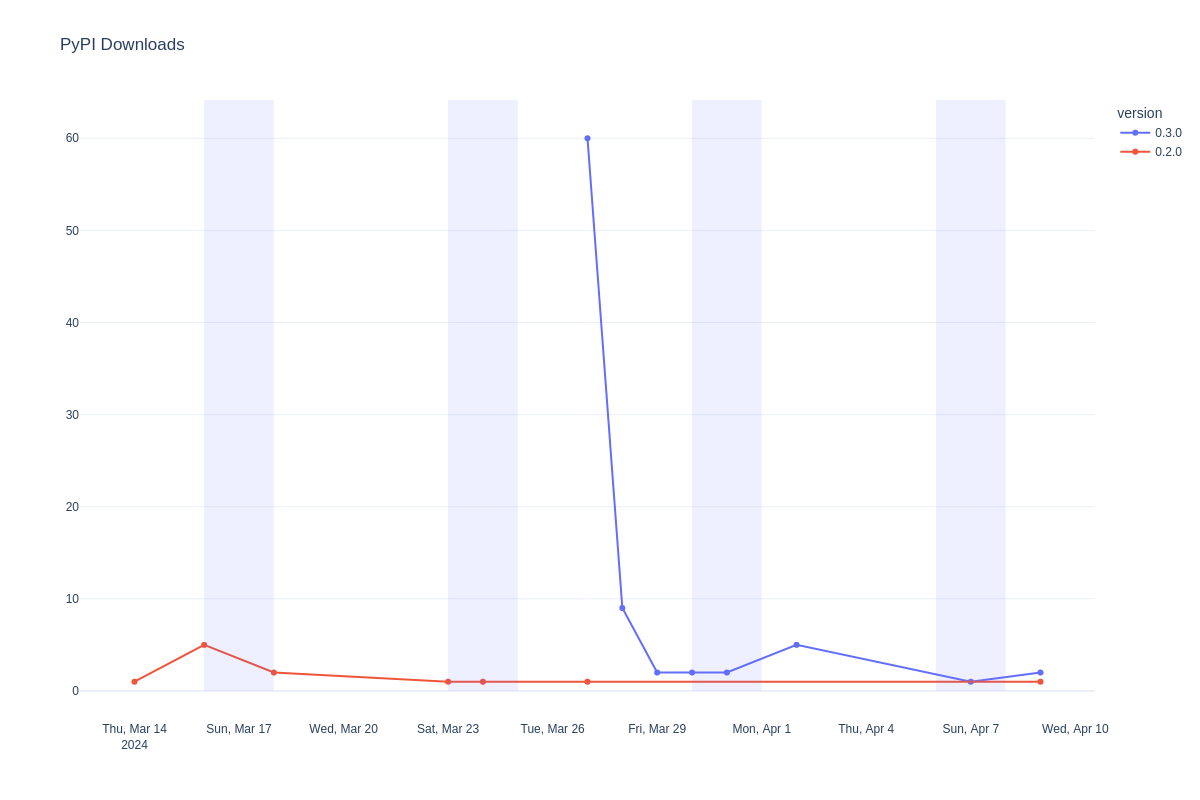 PyPI Downloads
version
0.3.0
0.2.0
60
50
40
30
20
10
0
Thu, Mar 14
2024
Sun, Mar 17
Wed, Mar 20
Sat, Mar 23
Tue, Mar 26
Fri, Mar 29
Mon, Apr 1
Thu, Apr 4
Sun, Apr 7
Wed, Apr 10